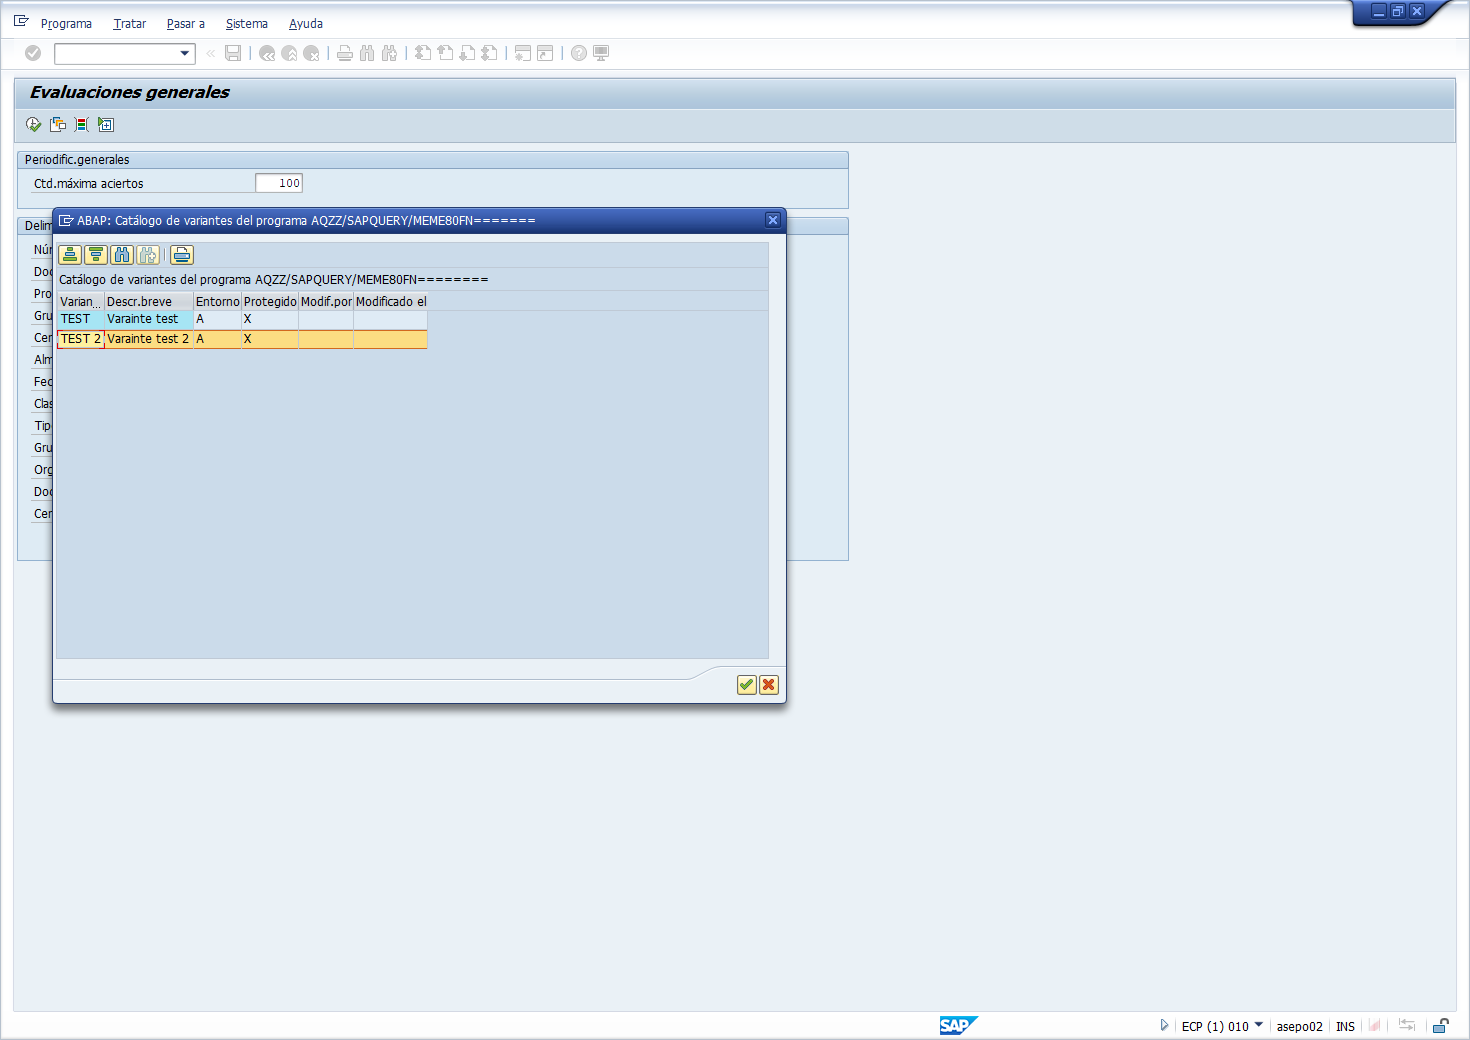 Programa Tratar Pasar a Sistema Ayuda
Evaluaciones generales
Periodific.generales
Ctd.máxima aciertos 100
ABAP: Catálogo de variantes del programa AQZZ/SAPQUERY/MEME80FN=======
Catálogo de variantes del programa AQZZ/SAPQUERY/MEME80FN========
Varian... Descr.breve Entorno Protegido Modif.por Modificado el
TEST Varainte test A X
TEST 2 Varainte test 2 A X
Delim
Núm
Doc
Pro
Gru
Cen
Alm
Fec
Clas
Tip
Gru
Org
Doc
Cen
SAP ECP (1) 010 asepo02 INS